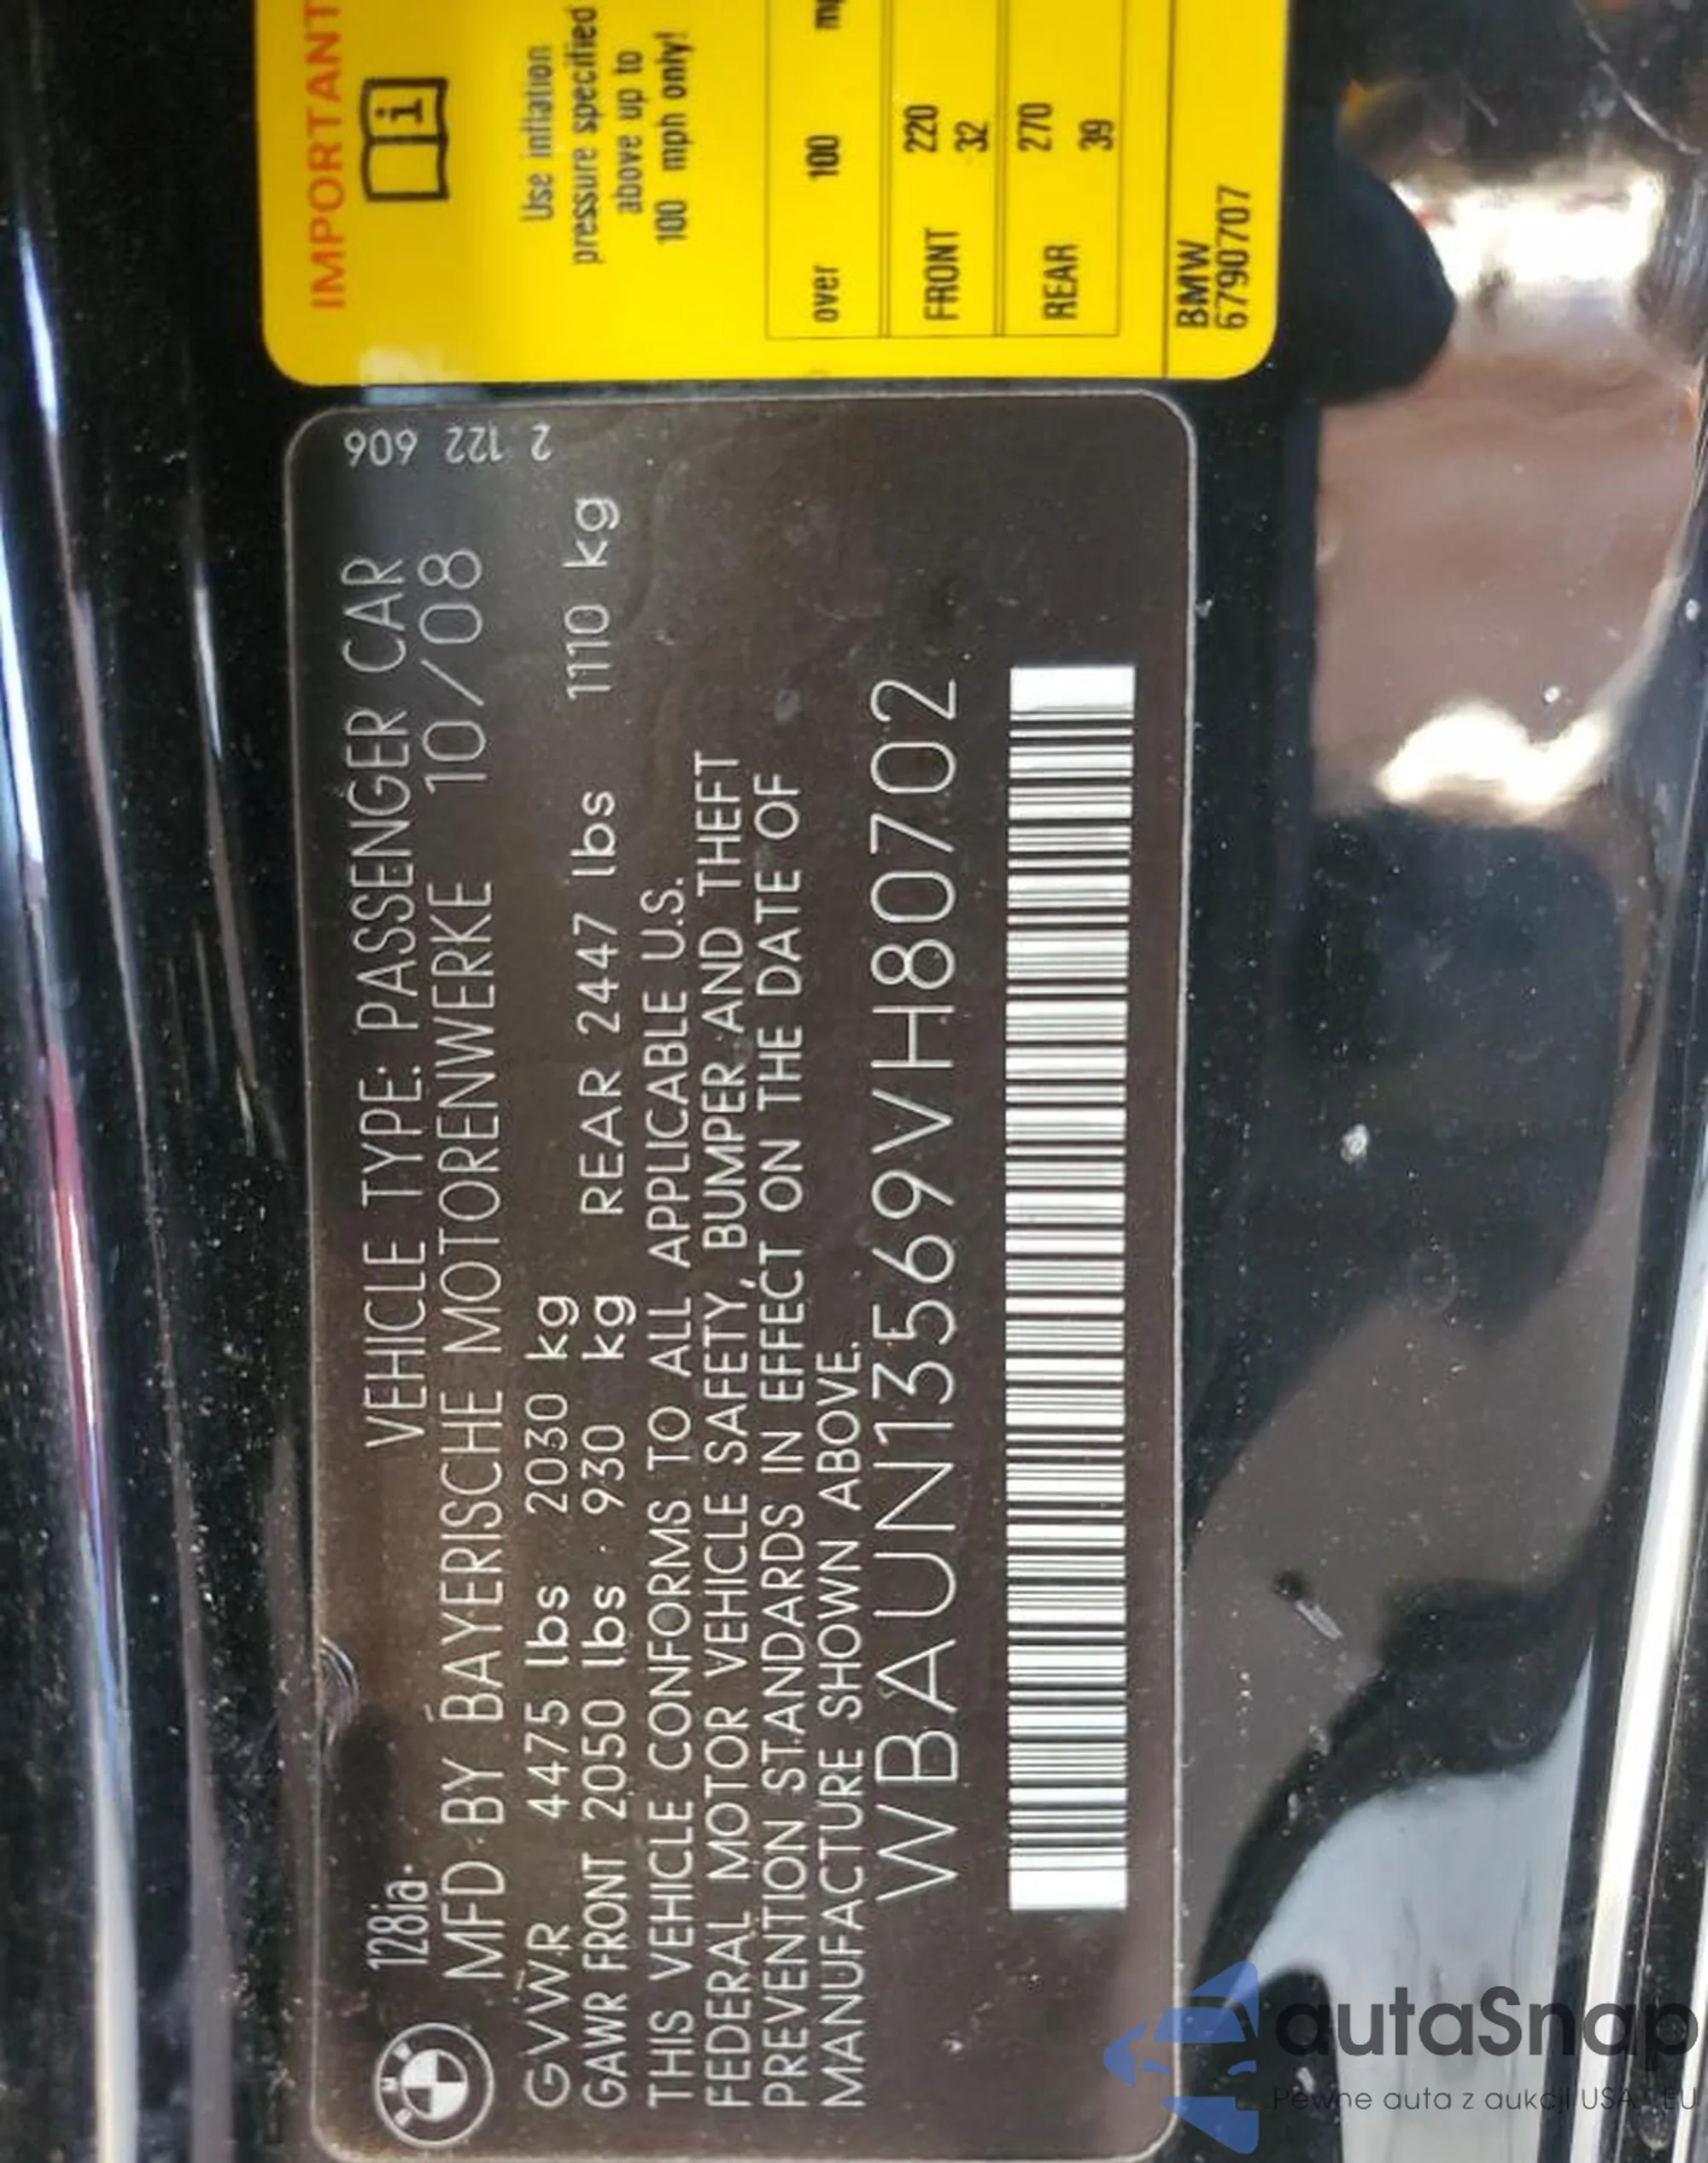 128ia
VEHICLE TYPE: PASSENGER CAR
MFD BY BAYERISCHE MOTORENWERKE 10/08
GVWR 4475 lbs 2030 kg
GAWR FRONT 2050 lbs 930 kg REAR 2447 lbs 1110 kg
THIS VEHICLE CONFORMS TO ALL APPLICABLE U.S.
FEDERAL MOTOR VEHICLE SAFETY, BUMPER AND THEFT
PREVENTION STANDARDS IN EFFECT ON THE DATE OF
MANUFACTURE SHOWN ABOVE.
WBAUN13569VH80702
2 122 606
IMPORTANT
i
Use inflation
pressure specified
above up to
100 mph only!
over 100
FRONT 220
32
REAR 270
39
BMW
6790707
autaSnap
Pewne auta z aukcji USA EU